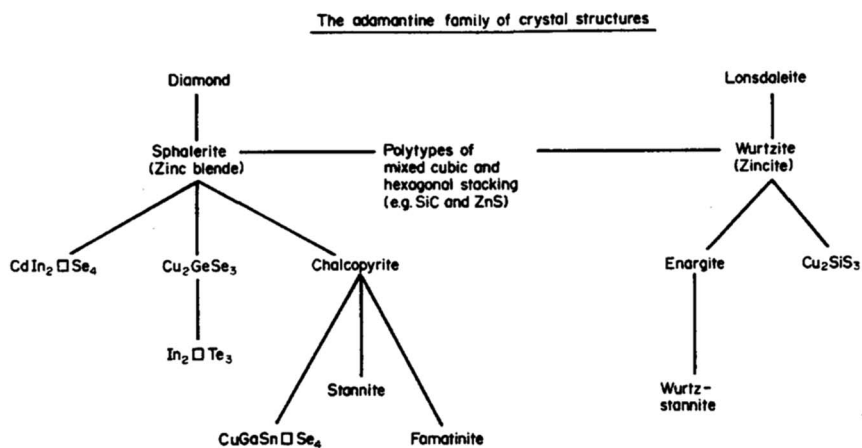 The adamantine family of crystal structures
Diamond
Lonsdaleite
Sphalerite
(Zinc blende)
Polytypes of
mixed cubic and
hexagonal stacking
(e.g. SiC and ZnS)
Wurtzite
(Zincite)
CdIn₂□Se₄
Cu₂GeSe₃
Chalcopyrite
Enargite
Cu₂SiS₃
In₂□Te₃
Stannite
Wurtz-
stannite
CuGaSn□Se₄
Famatinite